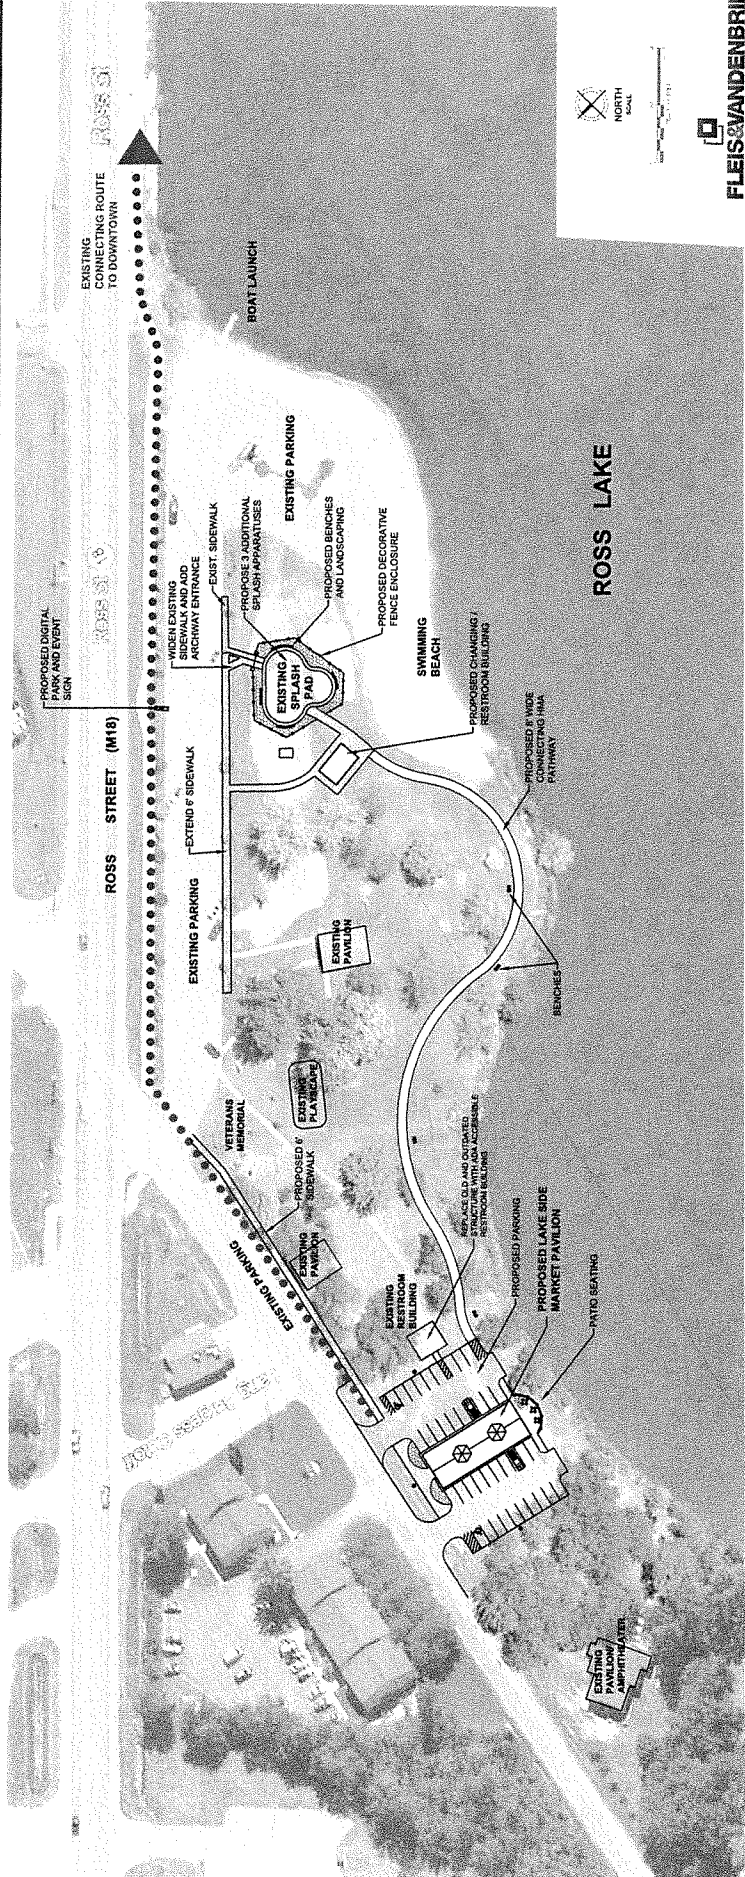 EXISTING
CONNECTING ROUTE
TO DOWNTOWN
Ross St
BOAT LAUNCH
NORTH
SCALE
FLEIS&VANDENBRI
PROPOSED DIGITAL
PARK AND EVENT
SIGN
Ross St
ROSS STREET (M18)
WIDEN EXISTING
SIDEWALK AND ADD
ARCHWAY ENTRANCE
EXIST. SIDEWALK
PROPOSE 3 ADDITIONAL
SPLASH APPARATUSES
EXISTING PARKING
PROPOSED BENCHES
AND LANDSCAPING
PROPOSED DECORATIVE
FENCE ENCLOSURE
EXISTING
SPLASH
PAD
SWIMMING
BEACH
ROSS LAKE
EXTEND 6' SIDEWALK
PROPOSED CHANGING /
RESTROOM BUILDING
PROPOSED 8' WIDE
CONNECTING HMA
PATHWAY
EXISTING PARKING
EXISTING
PAVILION
BENCHES
VETERANS
MEMORIAL
EXISTING
PLAYSCAPE
PROPOSED 6'
SIDEWALK
EXISTING PARKING
EXISTING
PAVILION
EXISTING
RESTROOM
BUILDING
REPLACE OLD AND OUTDATED
STRUCTURE WITH ADA ACCESSIBLE
RESTROOM BUILDING
PROPOSED PARKING
PROPOSED LAKE SIDE
MARKET PAVILION
PATIO SEATING
EXISTING
PAVILION/
AMPHITHEATER